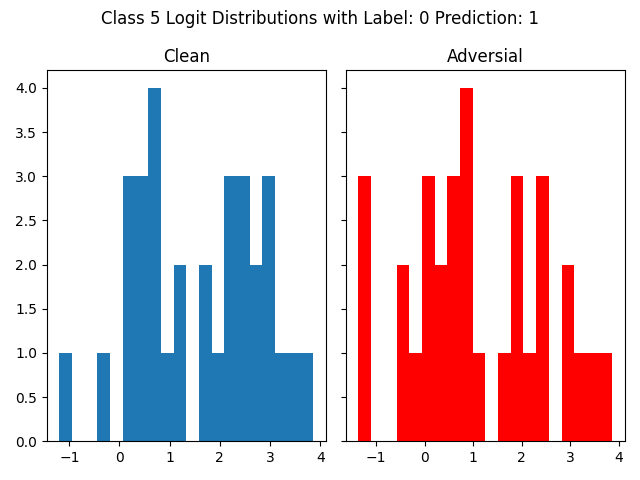 Class 5 Logit Distributions with Label: 0 Prediction: 1
Clean
Adversial
4.0
3.5
3.0
2.5
2.0
1.5
1.0
0.5
0.0
−1 0 1 2 3 4
−1 0 1 2 3 4